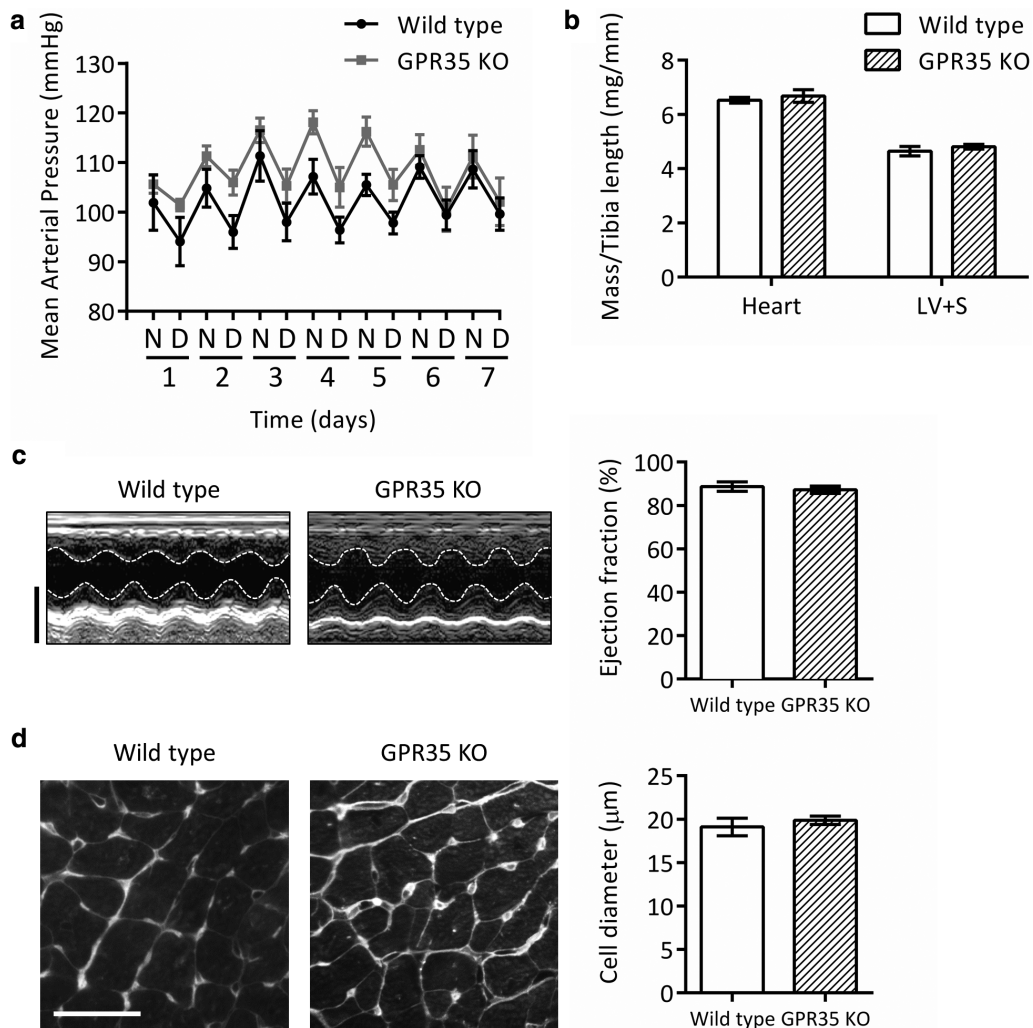 a
Wild type
GPR35 KO
Mean Arterial Pressure (mmHg)
130
120
110
100
90
80
N D N D N D N D N D N D N D
1 2 3 4 5 6 7
Time (days)
b
Wild type
GPR35 KO
Mass/Tibia length (mg/mm)
8
6
4
2
0
Heart LV+S
c
Wild type GPR35 KO
Ejection fraction (%)
100
80
60
40
20
0
Wild type GPR35 KO
d
Wild type GPR35 KO
Cell diameter (μm)
25
20
15
10
5
0
Wild type GPR35 KO